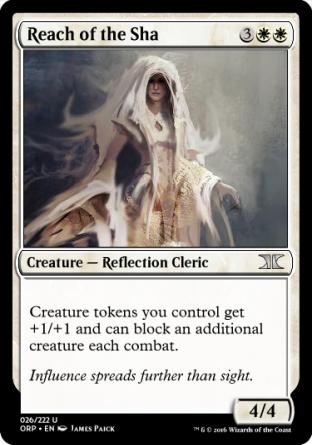 Reach of the Sha 3
Creature — Reflection Cleric
Creature tokens you control get
+1/+1 and can block an additional
creature each combat.
Influence spreads further than sight.
4/4
026/222 U
ORP • EN James Paick
™ & © 2016 Wizards of the Coast